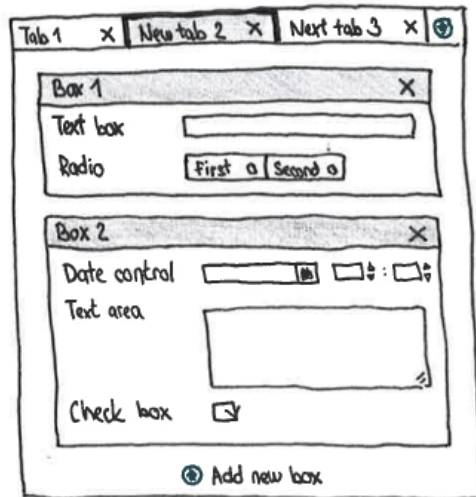 Tab 1 X New tab 2 X Next tab 3 X
Box 1 X
Text box
Radio First Second
Box 2 X
Date control :
Text area
Check box
Add new box